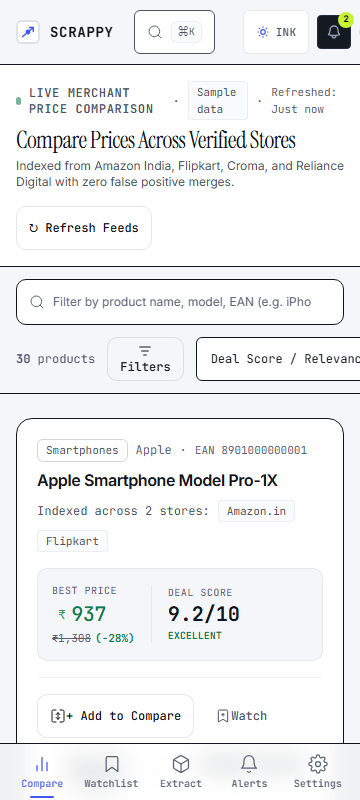 SCRAPPY
⌘K
INK
2
LIVE MERCHANT
PRICE COMPARISON
· Sample
data
· Refreshed:
Just now
Compare Prices Across Verified Stores
Indexed from Amazon India, Flipkart, Croma, and Reliance
Digital with zero false positive merges.
↻ Refresh Feeds
Filter by product name, model, EAN (e.g. iPho
30 products
Filters
Deal Score / Relevanc
Smartphones Apple · EAN 8901000000001
Apple Smartphone Model Pro-1X
Indexed across 2 stores: Amazon.in
Flipkart
BEST PRICE
₹937
₹1,308 (-28%)
DEAL SCORE
9.2/10
EXCELLENT
+ Add to Compare
Watch
Compare
Watchlist
Extract
Alerts
Settings